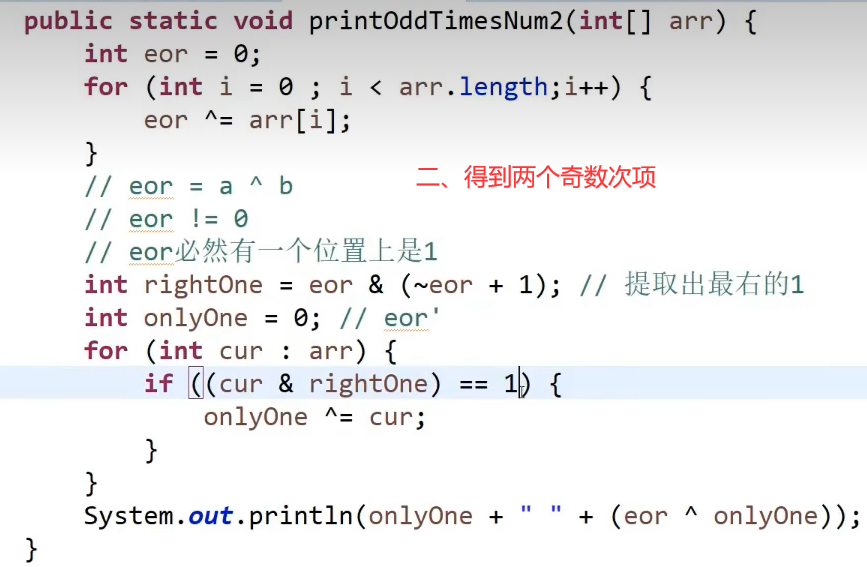 public static void printOddTimesNum2(int[] arr) {
int eor = 0;
for (int i = 0 ; i < arr.length;i++) {
eor ^= arr[i];
}
// eor = a ^ b
二、得到两个奇数次项
// eor != 0
// eor必然有一个位置上是1
int rightOne = eor & (~eor + 1); // 提取出最右的1
int onlyOne = 0; // eor'
for (int cur : arr) {
if ((cur & rightOne) == 1) {
onlyOne ^= cur;
}
}
System.out.println(onlyOne + " " + (eor ^ onlyOne));
}